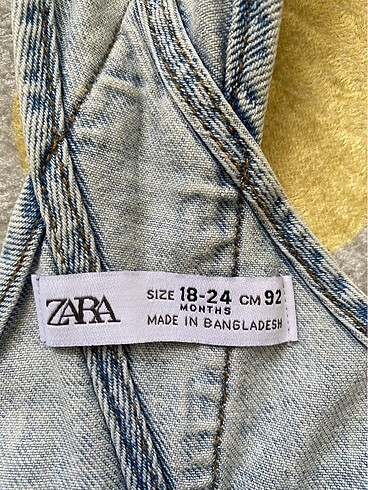 ZARA
SIZE 18-24 CM 92
MONTHS
MADE IN BANGLADESH